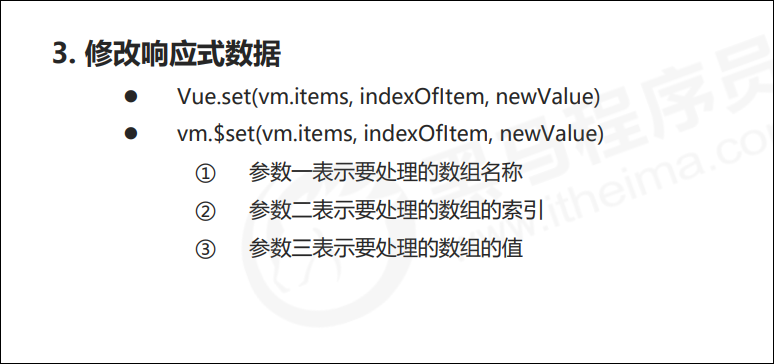 3. 修改响应式数据
● Vue.set(vm.items, indexOfItem, newValue)
● vm.$set(vm.items, indexOfItem, newValue)
① 参数一表示要处理的数组名称
② 参数二表示要处理的数组的索引
③ 参数三表示要处理的数组的值
黑马程序员
www.itheima.com